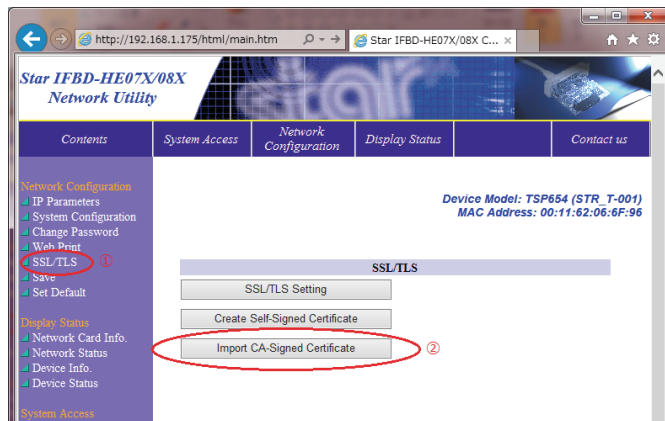 http://192.168.1.175/html/main.htm
Star IFBD-HE07X/08X C...
Star IFBD-HE07X/08X
Network Utility
star
Contents
System Access
Network
Configuration
Display Status
Contact us
Network Configuration
IP Parameters
System Configuration
Change Password
Web Print
SSL/TLS ①
Save
Set Default
Display Status
Network Card Info.
Network Status
Device Info.
Device Status
System Access
Device Model: TSP654 (STR_T-001)
MAC Address: 00:11:62:06:6F:96
SSL/TLS
SSL/TLS Setting
Create Self-Signed Certificate
Import CA-Signed Certificate ②